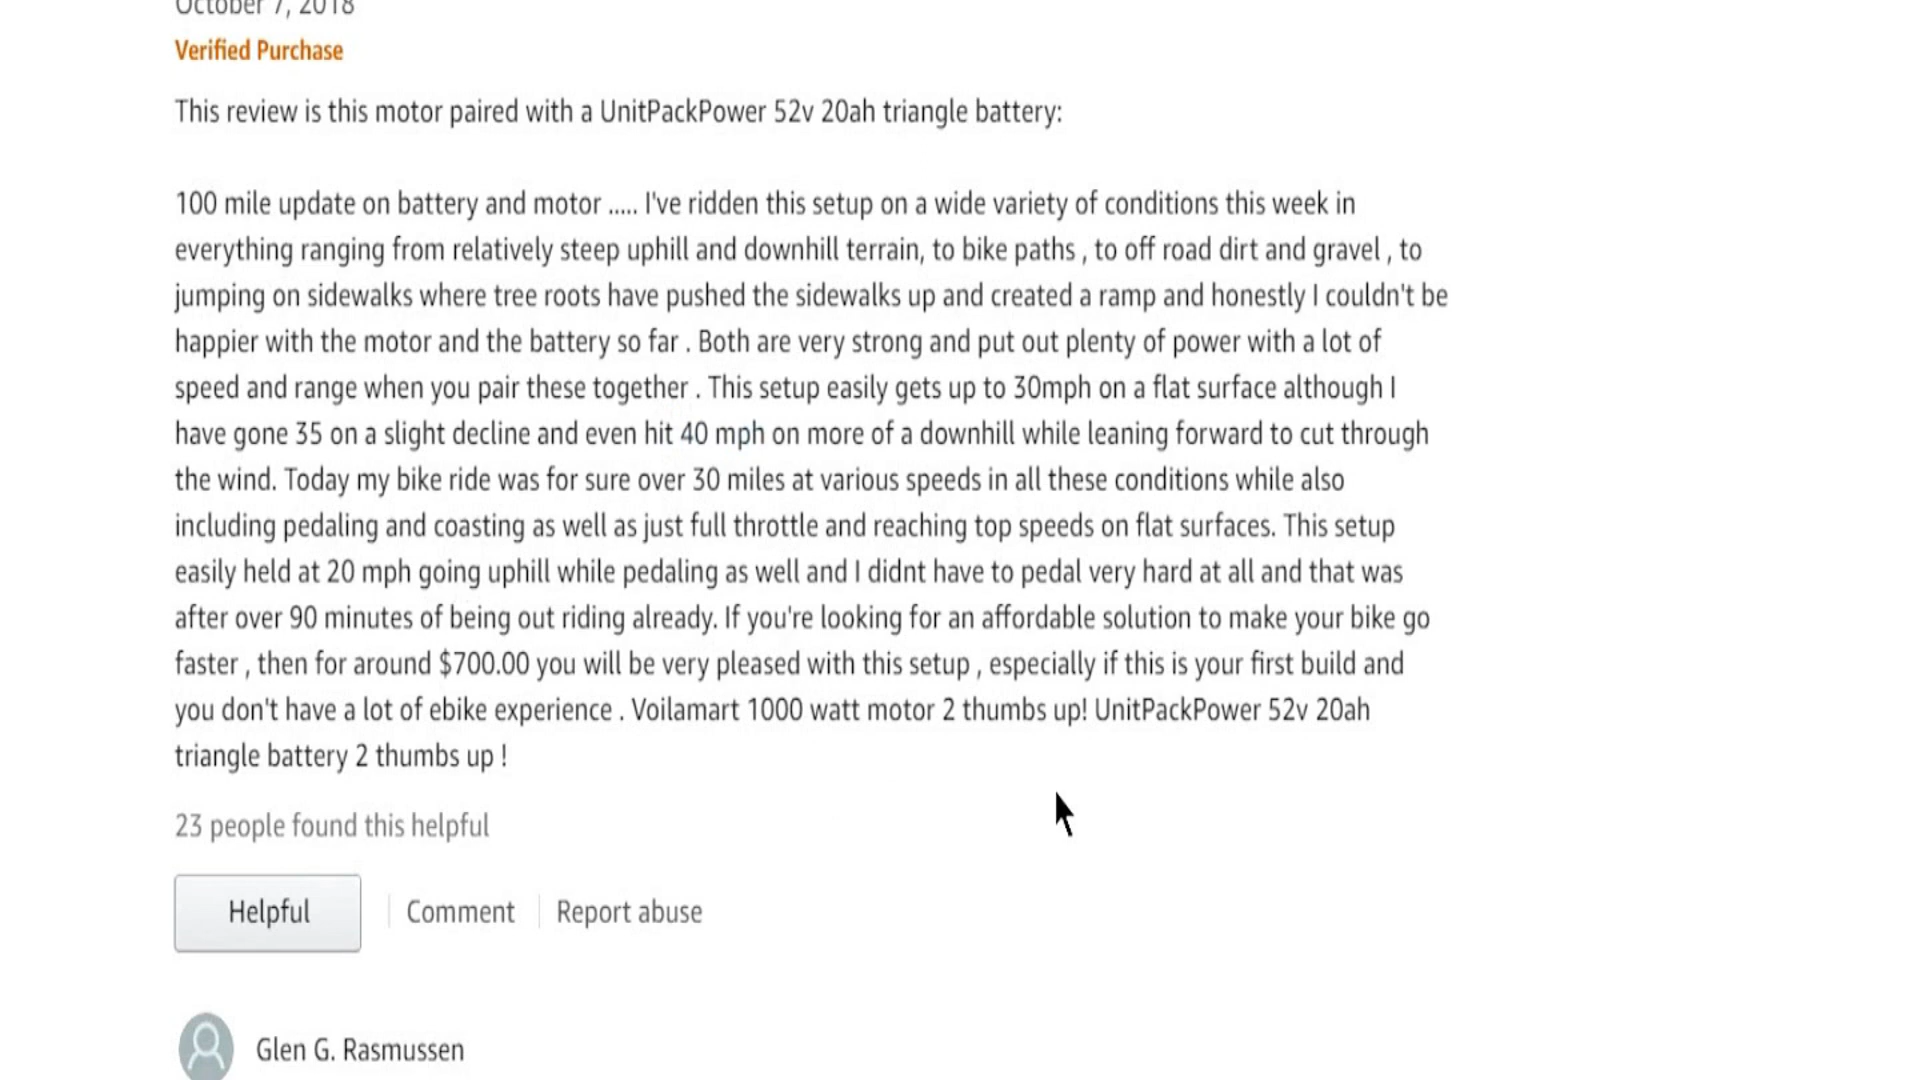 October 7, 2018
Verified Purchase
This review is this motor paired with a UnitPackPower 52v 20ah triangle battery:
100 mile update on battery and motor ..... I've ridden this setup on a wide variety of conditions this week in
everything ranging from relatively steep uphill and downhill terrain, to bike paths , to off road dirt and gravel , to
jumping on sidewalks where tree roots have pushed the sidewalks up and created a ramp and honestly I couldn't be
happier with the motor and the battery so far . Both are very strong and put out plenty of power with a lot of
speed and range when you pair these together . This setup easily gets up to 30mph on a flat surface although I
have gone 35 on a slight decline and even hit 40 mph on more of a downhill while leaning forward to cut through
the wind. Today my bike ride was for sure over 30 miles at various speeds in all these conditions while also
including pedaling and coasting as well as just full throttle and reaching top speeds on flat surfaces. This setup
easily held at 20 mph going uphill while pedaling as well and I didnt have to pedal very hard at all and that was
after over 90 minutes of being out riding already. If you're looking for an affordable solution to make your bike go
faster , then for around $700.00 you will be very pleased with this setup , especially if this is your first build and
you don't have a lot of ebike experience . Voilamart 1000 watt motor 2 thumbs up! UnitPackPower 52v 20ah
triangle battery 2 thumbs up !
23 people found this helpful
Helpful
Comment
Report abuse
Glen G. Rasmussen